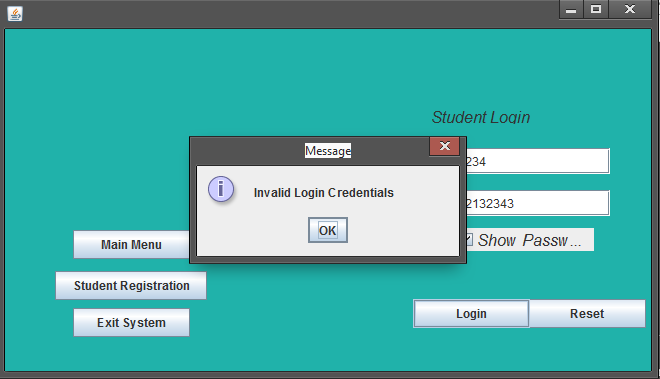 Student Login
Message
234
Invalid Login Credentials
2132343
OK
Main Menu
Show Passw...
Student Registration
Exit System
Login
Reset